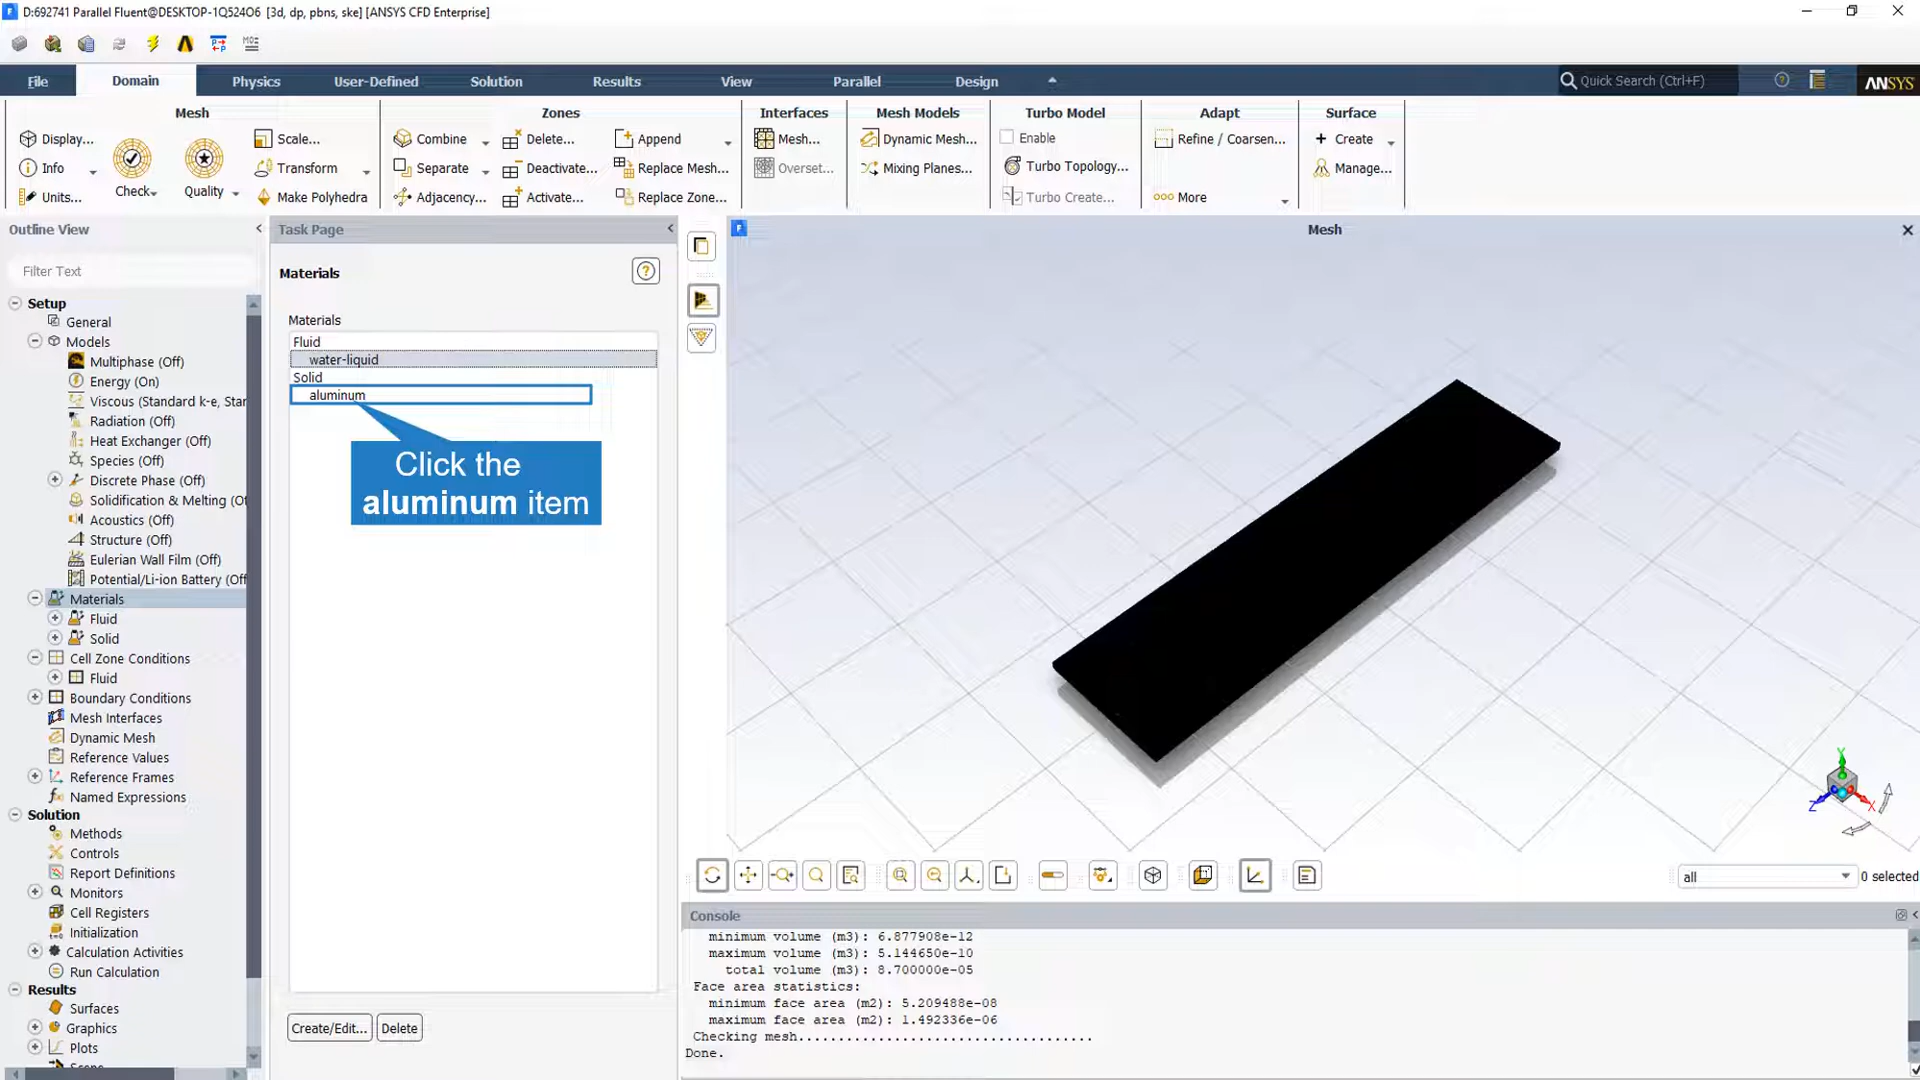 D:692741 Parallel Fluent@DESKTOP-1Q524O6 [3d, dp, pbns, ske] [ANSYS CFD Enterprise]
File
Domain
Physics
User-Defined
Solution
Results
View
Parallel
Design
Quick Search (Ctrl+F)
ANSYS
Mesh
Display...
Info
Units...
Check
Quality
Scale...
Transform
Make Polyhedra
Zones
Combine
Separate
Adjacency...
Delete...
Deactivate...
Activate...
Append
Replace Mesh...
Replace Zone...
Interfaces
Mesh...
Overset...
Mesh Models
Dynamic Mesh...
Mixing Planes...
Turbo Model
Enable
Turbo Topology...
Turbo Create...
Adapt
Refine / Coarsen...
More
Surface
Create
Manage...
Outline View
Filter Text
Setup
General
Models
Multiphase (Off)
Energy (On)
Viscous (Standard k-e, Star
Radiation (Off)
Heat Exchanger (Off)
Species (Off)
Discrete Phase (Off)
Solidification & Melting (Of
Acoustics (Off)
Structure (Off)
Eulerian Wall Film (Off)
Potential/Li-ion Battery (Off
Materials
Fluid
Solid
Cell Zone Conditions
Fluid
Boundary Conditions
Mesh Interfaces
Dynamic Mesh
Reference Values
Reference Frames
Named Expressions
Solution
Methods
Controls
Report Definitions
Monitors
Cell Registers
Initialization
Calculation Activities
Run Calculation
Results
Surfaces
Graphics
Plots
Task Page
Materials
Materials
Fluid
water-liquid
Solid
aluminum
Click the
aluminum item
Create/Edit...
Delete
Mesh
Y
Z
X
all
0 selected
Console
minimum volume (m3): 6.877908e-12
maximum volume (m3): 5.144650e-10
total volume (m3): 8.700000e-05
Face area statistics:
minimum face area (m2): 5.209488e-08
maximum face area (m2): 1.492336e-06
Checking mesh.....................................
Done.